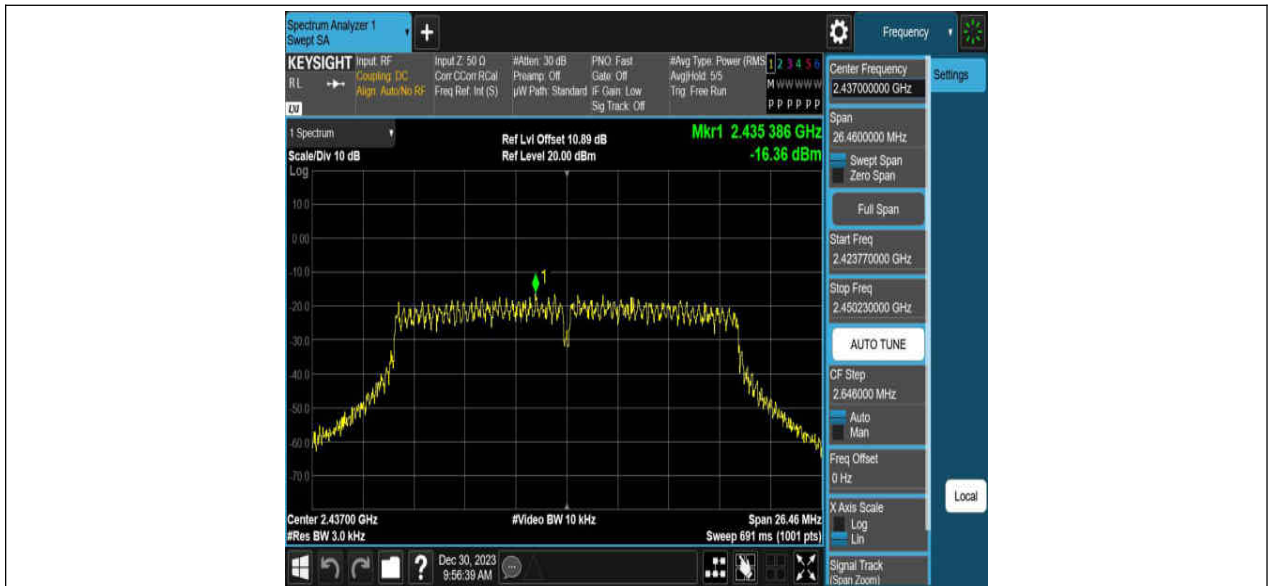 Spectrum Analyzer 1
Swept SA
+
Frequency
KEYSIGHT
RL
LXI
Input: RF
Coupling: DC
Align: Auto/No RF
Input Z: 50 Ω
Corr CCorr RCal
Freq Ref: Int (S)
#Atten: 30 dB
Preamp: Off
µW Path: Standard
PNO: Fast
Gate: Off
IF Gain: Low
Sig Track: Off
#Avg Type: Power (RMS
Avg|Hold: 5/5
Trig: Free Run
1 2 3 4 5 6
M W W W W W
P P P P P P
1 Spectrum
Scale/Div 10 dB
Log
Ref Lvl Offset 10.89 dB
Ref Level 20.00 dBm
Mkr1 2.435 386 GHz
-16.36 dBm
10.0
0.00
-10.0
-20.0
-30.0
-40.0
-50.0
-60.0
-70.0
1
Center 2.43700 GHz
#Res BW 3.0 kHz
#Video BW 10 kHz
Span 26.46 MHz
Sweep 691 ms (1001 pts)
?
Dec 30, 2023
9:56:39 AM
Center Frequency
2.437000000 GHz
Span
26.4600000 MHz
Swept Span
Zero Span
Full Span
Start Freq
2.423770000 GHz
Stop Freq
2.450230000 GHz
AUTO TUNE
CF Step
2.646000 MHz
Auto
Man
Freq Offset
0 Hz
X Axis Scale
Log
Lin
Signal Track
(Span Zoom)
Settings
Local